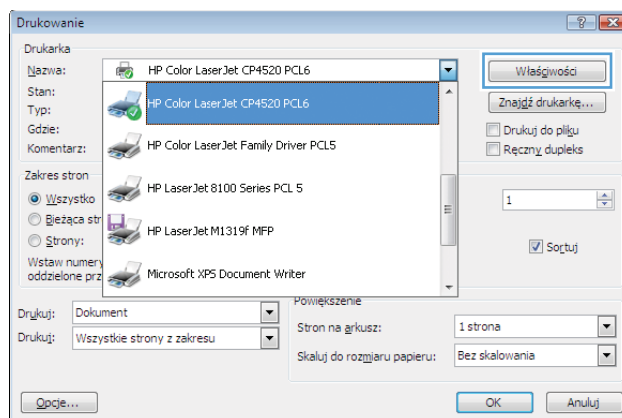 Drukowanie
Drukarka
Nazwa: HP Color LaserJet CP4520 PCL6 Właściwości
Stan: HP Color LaserJet CP4520 PCL6 Znajdź drukarkę...
Typ:
Gdzie: HP Color LaserJet Family Driver PCL5 Drukuj do pliku
Komentarz: Ręczny dupleks
Zakres stron
HP LaserJet 8100 Series PCL 5
Wszystko 1
Bieżąca str
HP LaserJet M1319f MFP
Strony: Sortuj
Wstaw numery
oddzielone prz Microsoft XPS Document Writer
Powiększenie
Drukuj: Dokument Stron na arkusz: 1 strona
Drukuj: Wszystkie strony z zakresu Skaluj do rozmiaru papieru: Bez skalowania
Opcje... OK Anuluj